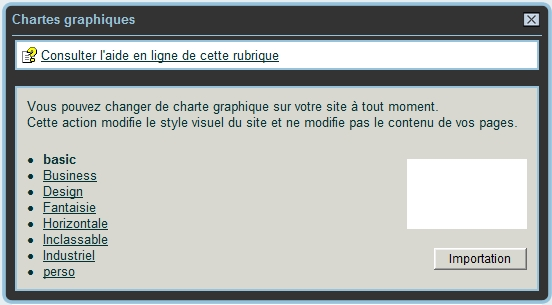 Chartes graphiques
Consulter l'aide en ligne de cette rubrique
Vous pouvez changer de charte graphique sur votre site à tout moment.
Cette action modifie le style visuel du site et ne modifie pas le contenu de vos pages.
basic
Business
Design
Fantaisie
Horizontale
Inclassable
Industriel
perso
Importation